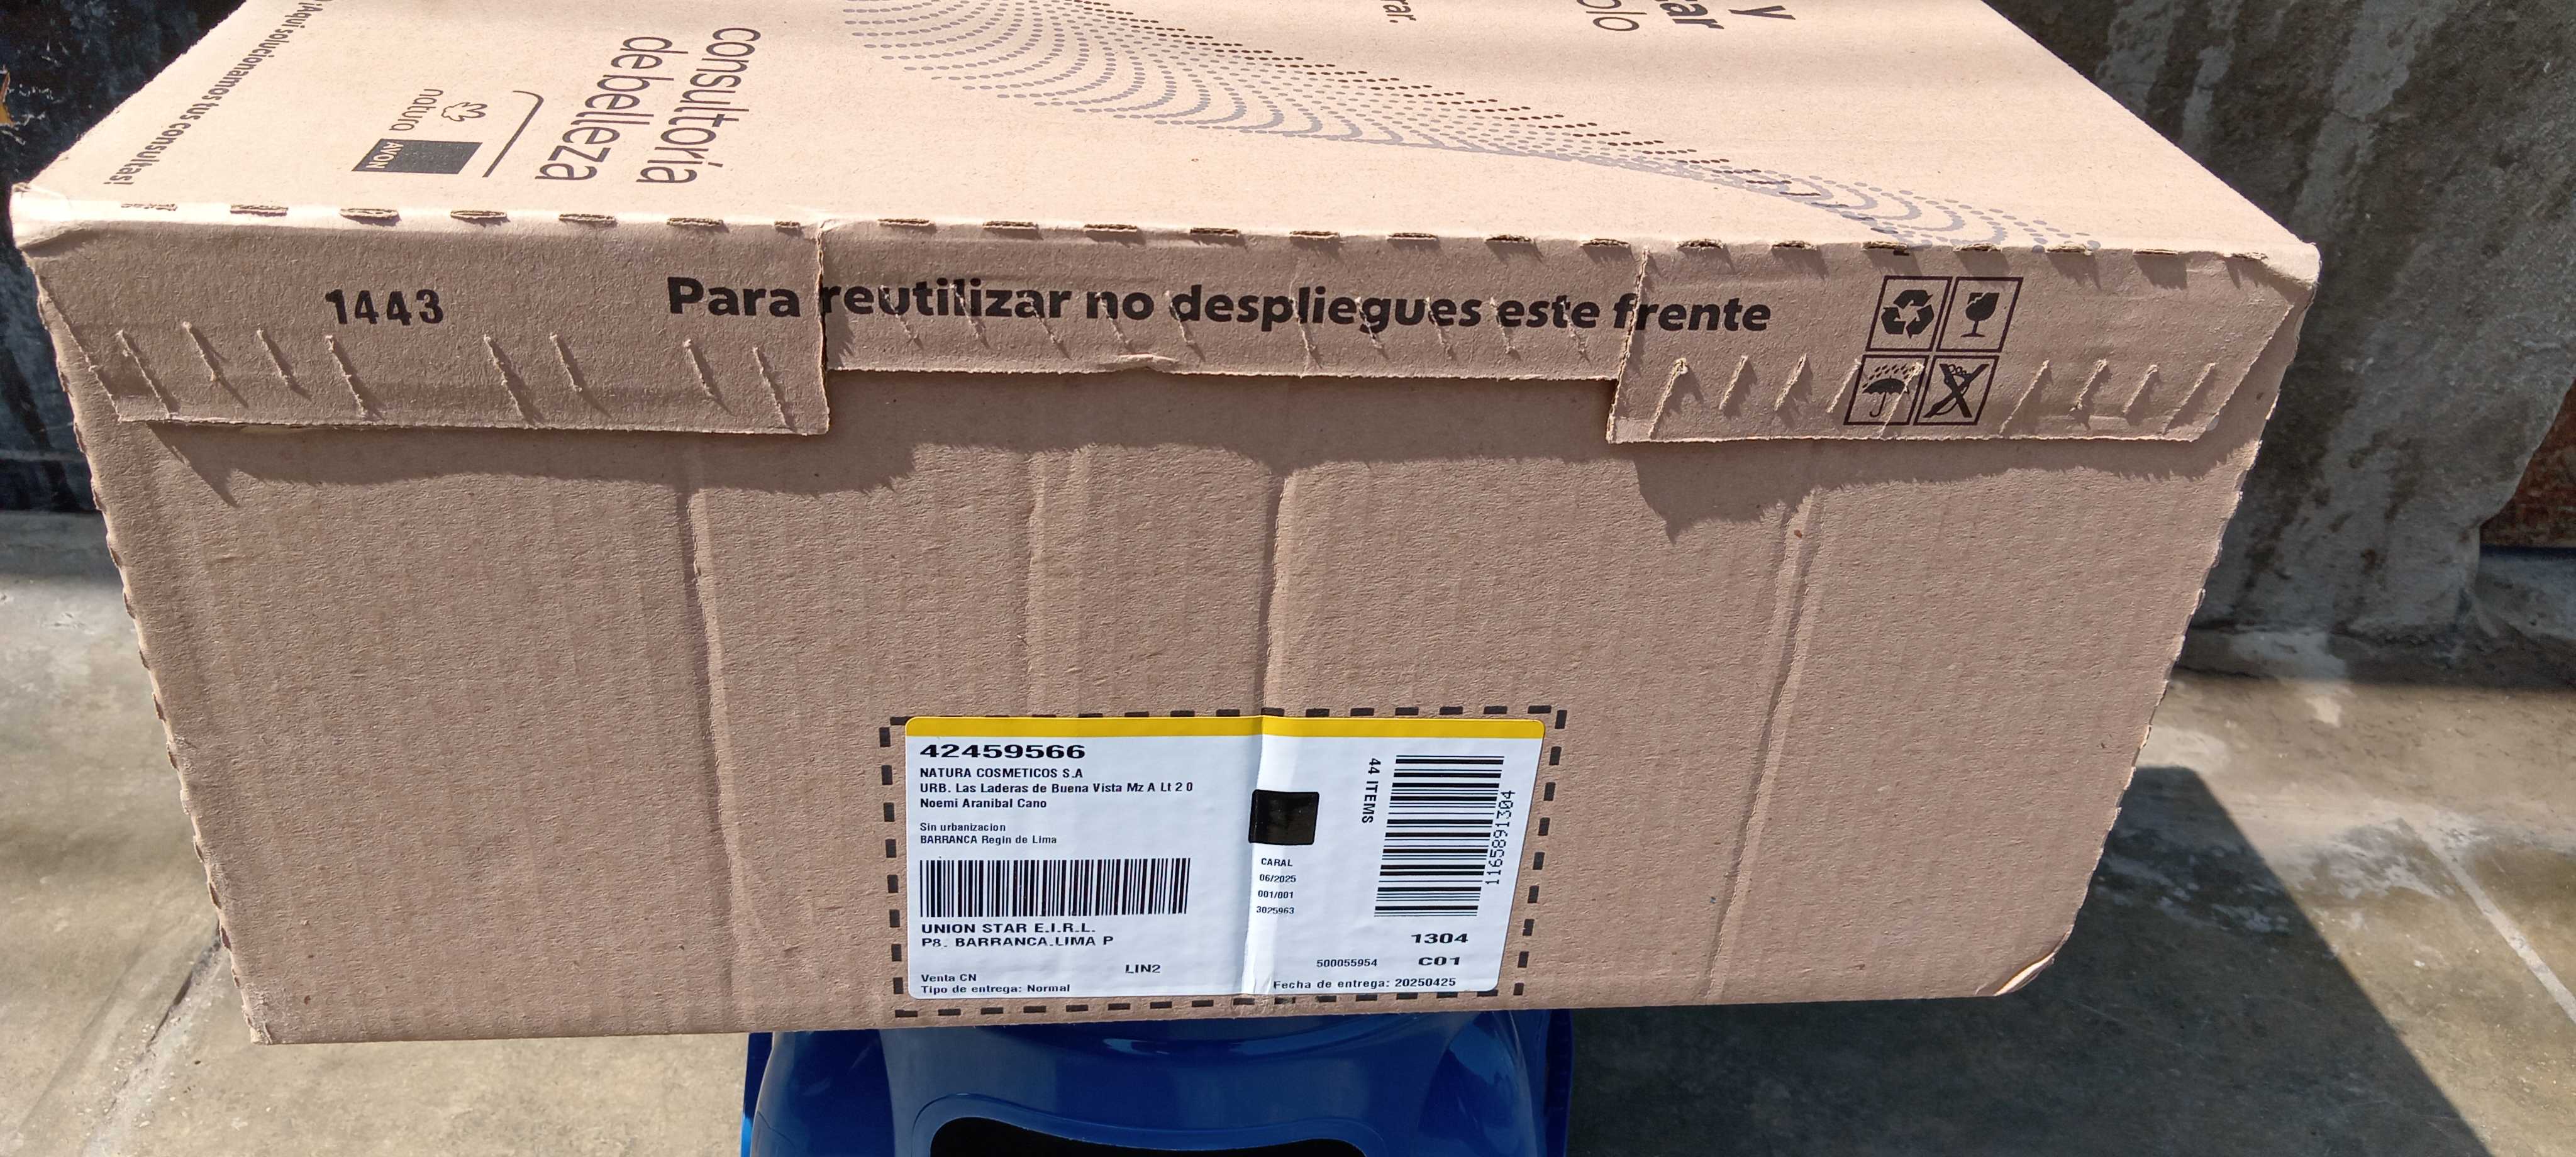 ¡Aquí solucionamos tus consultas!
natura
AVON
consultoría
debelleza
rar.
y
1443
Para reutilizar no despliegues este frente
42459566
NATURA COSMETICOS S.A
URB. Las Laderas de Buena Vista Mz A Lt 2 0
Noemi Aranibal Cano
Sin urbanizacion
BARRANCA Regin de Lima
UNION STAR E.I.R.L.
P8. BARRANCA.LIMA P
LIN2
Venta CN
Tipo de entrega: Normal
CARAL
06/2025
001/001
3025963
44 ITEMS
1165891304
1304
500055954 C01
Fecha de entrega: 20250425